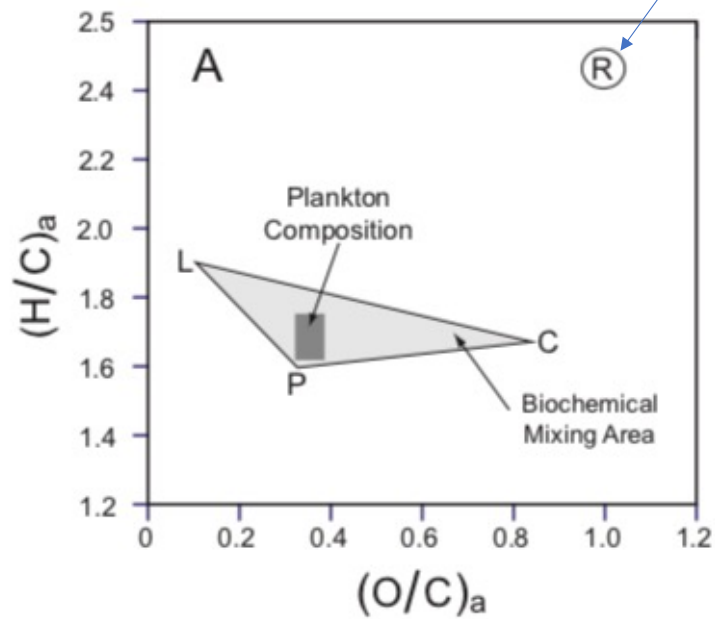 2.5
A
R
2.4
2.2
Plankton
Composition
2.0
L
1.8
C
1.6
P
Biochemical
Mixing Area
1.4
1.2
(H/C)a
0
0.2
0.4
0.6
0.8
1.0
1.2
(O/C)a